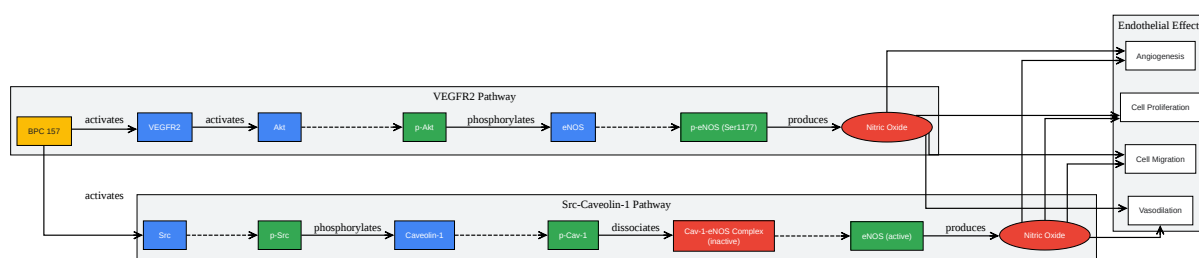 Endothelial Effect
Angiogenesis
VEGFR2 Pathway
BPC 157
activates
VEGFR2
activates
Akt
p-Akt
phosphorylates
eNOS
p-eNOS (Ser1177)
produces
Nitric Oxide
Cell Proliferation
Cell Migration
activates
Src-Caveolin-1 Pathway
Src
p-Src
phosphorylates
Caveolin-1
p-Cav-1
dissociates
Cav-1-eNOS Complex
(inactive)
eNOS (active)
produces
Nitric Oxide
Vasodilation